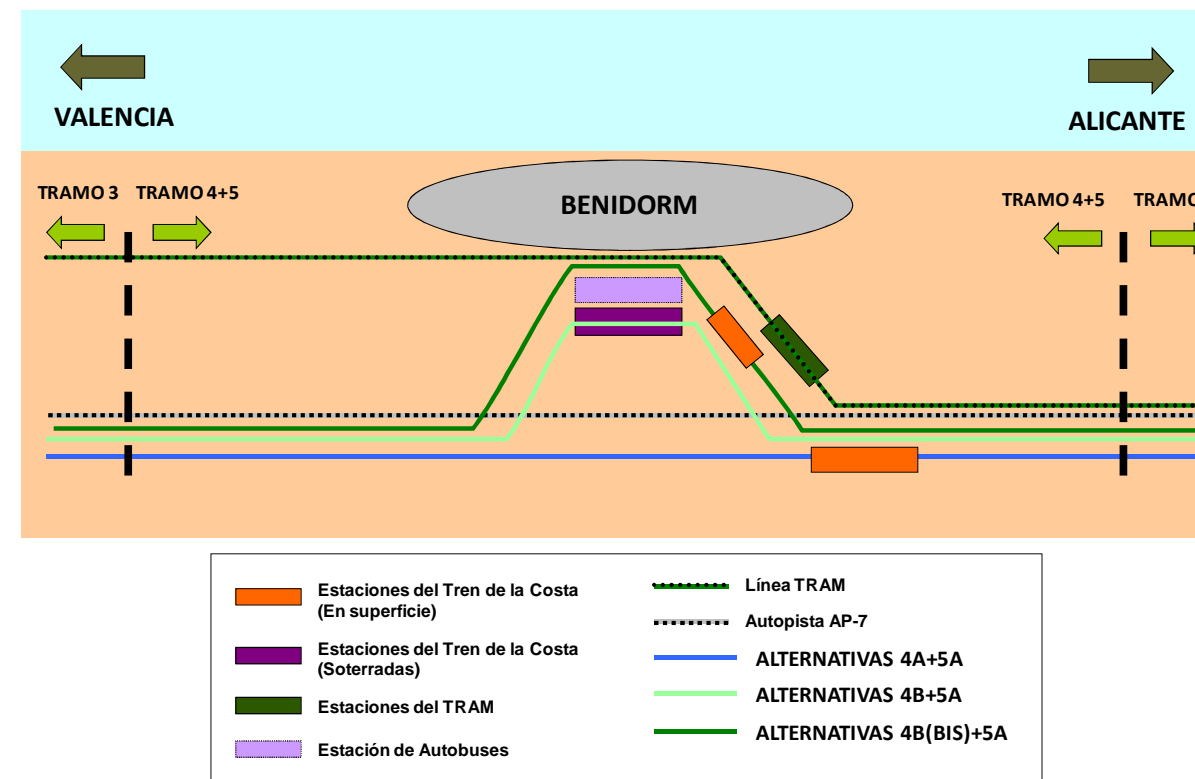 VALENCIA
ALICANTE
TRAMO 3
TRAMO 4+5
BENIDORM
TRAMO 4+5
TRAMO
Estaciones del Tren de la Costa
(En superficie)
Estaciones del Tren de la Costa
(Soterradas)
Estaciones del TRAM
Estación de Autobuses
Línea TRAM
Autopista AP-7
ALTERNATIVAS 4A+5A
ALTERNATIVAS 4B+5A
ALTERNATIVAS 4B(BIS)+5A